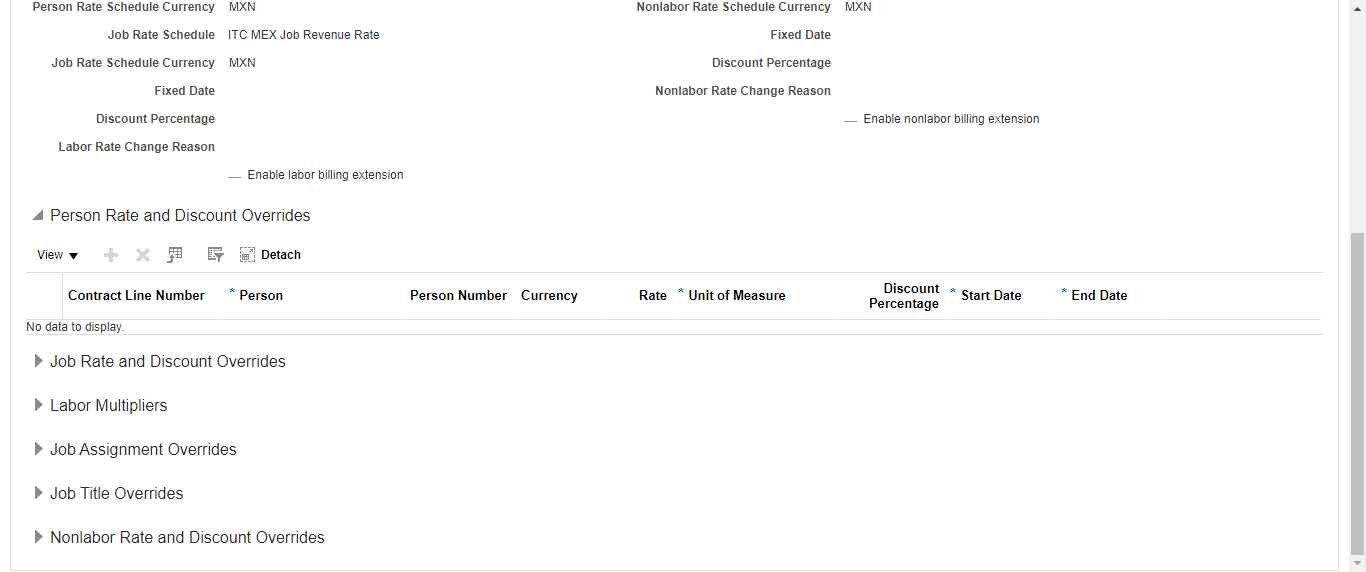 Person Rate Schedule Currency MXN Nonlabor Rate Schedule Currency MXN
Job Rate Schedule ITC MEX Job Revenue Rate Fixed Date
Job Rate Schedule Currency MXN Discount Percentage
Fixed Date Nonlabor Rate Change Reason
Discount Percentage Enable nonlabor billing extension
Labor Rate Change Reason
Enable labor billing extension
Person Rate and Discount Overrides
View Detach
Contract Line Number * Person Person Number Currency Rate * Unit of Measure Discount Percentage * Start Date * End Date
No data to display.
Job Rate and Discount Overrides
Labor Multipliers
Job Assignment Overrides
Job Title Overrides
Nonlabor Rate and Discount Overrides